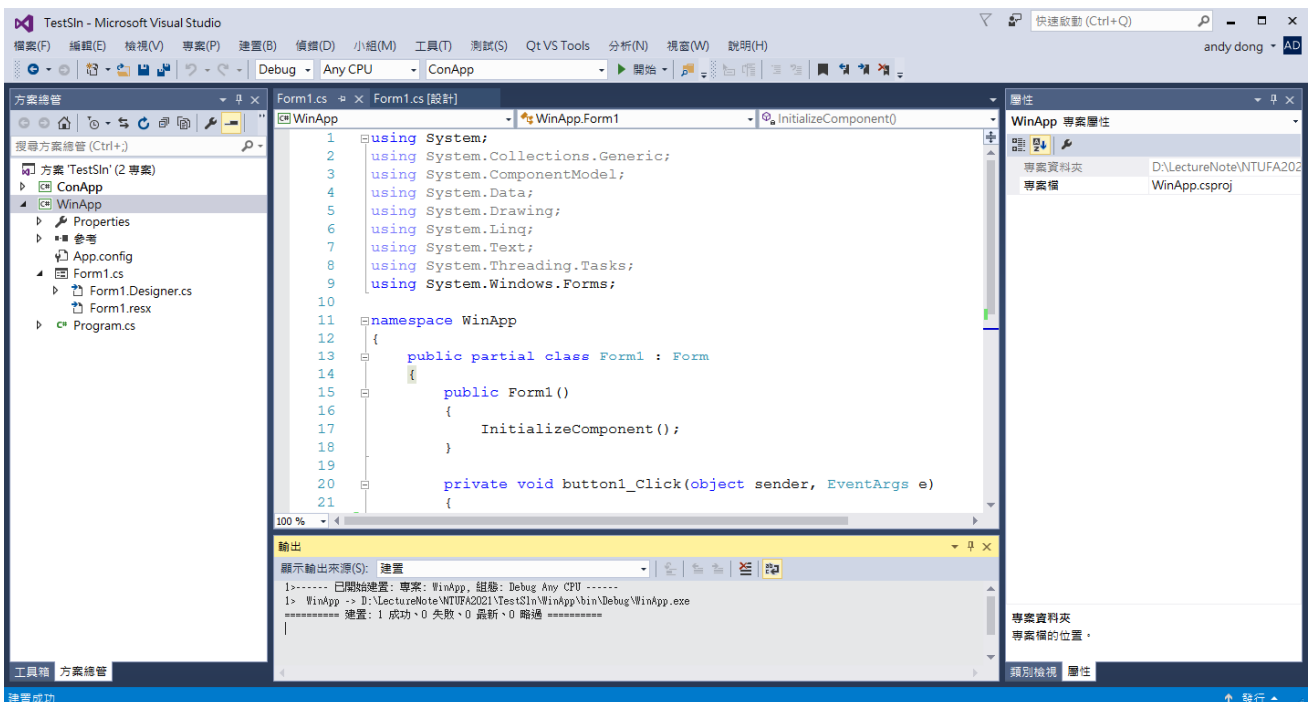 TestSln - Microsoft Visual Studio
快速啟動 (Ctrl+Q)
檔案(F) 編輯(E) 檢視(V) 專案(P) 建置(B) 偵錯(D) 小組(M) 工具(T) 測試(S) Qt VS Tools 分析(N) 視窗(W) 說明(H)
andy dong AD
Debug Any CPU ConApp 開始
方案總管
搜尋方案總管 (Ctrl+;)
方案 'TestSln' (2 專案)
ConApp
WinApp
Properties
參考
App.config
Form1.cs
Form1.Designer.cs
Form1.resx
Program.cs
工具箱 方案總管
Form1.cs Form1.cs [設計]
WinApp WinApp.Form1 InitializeComponent()
1 using System;
2 using System.Collections.Generic;
3 using System.ComponentModel;
4 using System.Data;
5 using System.Drawing;
6 using System.Linq;
7 using System.Text;
8 using System.Threading.Tasks;
9 using System.Windows.Forms;
10
11 namespace WinApp
12 {
13 public partial class Form1 : Form
14 {
15 public Form1()
16 {
17 InitializeComponent();
18 }
19
20 private void button1_Click(object sender, EventArgs e)
21 {
100 %
輸出
顯示輸出來源(S): 建置
1>------ 已開始建置: 專案: WinApp, 組態: Debug Any CPU ------
1> WinApp -> D:\LectureNote\NTUFA2021\TestSln\WinApp\bin\Debug\WinApp.exe
========== 建置: 1 成功、0 失敗、0 最新、0 略過 ==========
屬性
WinApp 專案屬性
專案資料夾 D:\LectureNote\NTUFA202
專案檔 WinApp.csproj
專案資料夾
專案檔的位置。
類別檢視 屬性
建置成功
發行